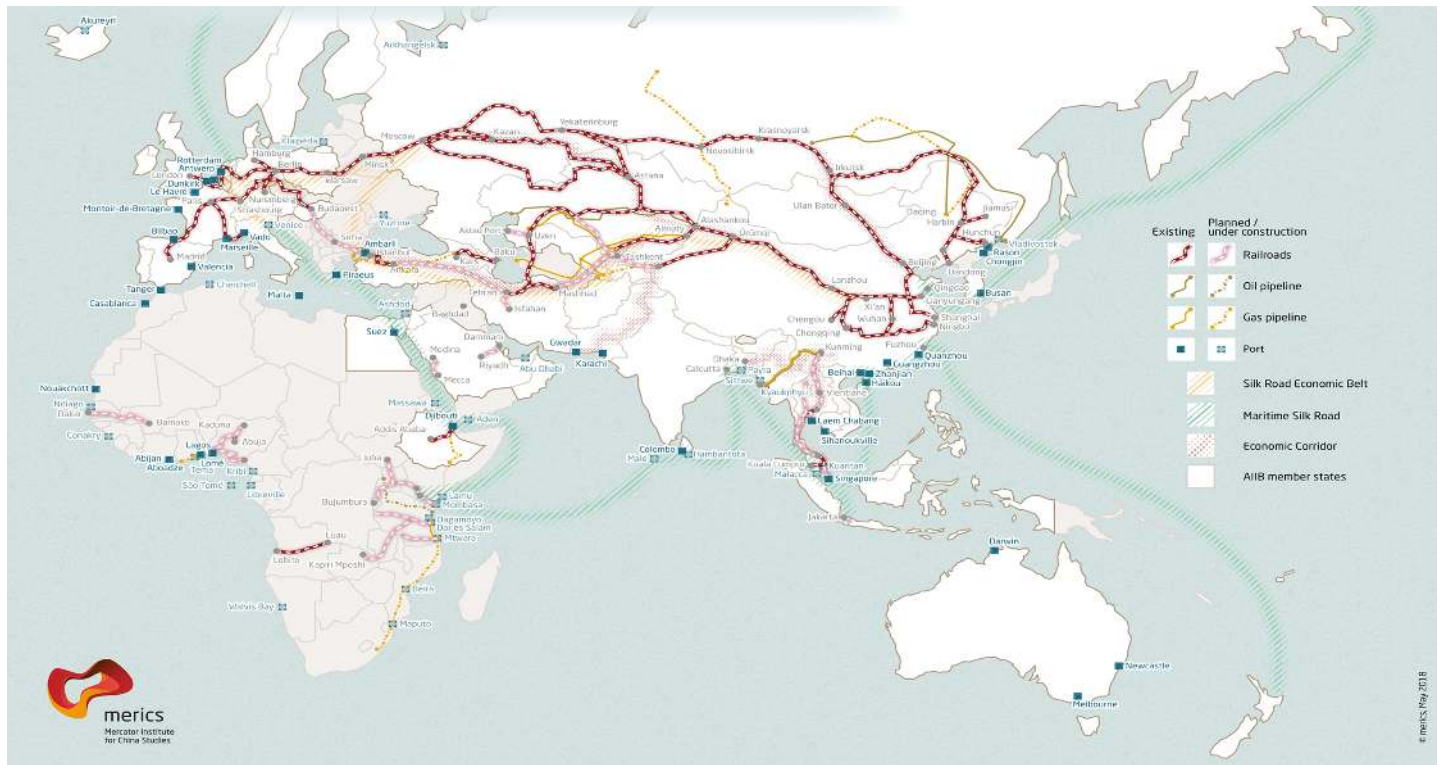 Akureyri
Arkhangelsk
Klaipėda
Moscow
Kazan
Yekaterinburg
Krasnoyarsk
Novosibirsk
Rotterdam
Antwerp
Hamburg
Berlin
Minsk
Warsaw
London
Dunkirk
Le Havre
Paris
Nuremberg
Strasbourg
Budapest
Astana
Irkutsk
Ulan Bator
Daqing
Jiamusi
Harbin
Hunchun
Vladivostok
Rason
Chongjin
Montoir-de-Bretagne
Venice
Yuzhne
Bilbao
Vado
Marseille
Madrid
Valencia
Sofia
Ambarli
Istanbul
Ankara
Piraeus
Aktau Port
Uzen
Baku
Kars
Almaty
Alashankou
Ürümqi
Tashkent
Beijing
Dandong
Lanzhou
Qingdao
Lianyungang
Busan
Tanger
Casablanca
Cherchell
Malta
Ashdod
Tehran
Mashhad
Isfahan
Baghdad
Xi'an
Wuhan
Chengdu
Chongqing
Shanghai
Ningbo
Suez
Dammam
Medina
Riyadh
Abu Dhabi
Mecca
Gwadar
Karachi
Dhaka
Calcutta
Payra
Sittwe
Kyaukphyu
Kunming
Fuzhou
Quanzhou
Guangzhou
Beihai
Zhanjian
Haikou
Vientiane
Nouakchott
Ndiago
Dakar
Bamako
Conakry
Kaduna
Abuja
Lagos
Abijan
Aboadze
Tema
Lomé
Kribi
São Tomé
Libreville
Massawa
Djibouti
Aden
Addis Ababa
Juba
Bujumbura
Lamu
Mombasa
Bagamoyo
Dar es Salam
Mtwara
Colombo
Malé
Hambantota
Laem Chabang
Sihanoukville
Kuala Lumpur
Kuantan
Malacca
Singapore
Jakarta
Luau
Lobito
Kapiri Mposhi
Walvis Bay
Beira
Maputo
Darwin
Newcastle
Melbourne
Existing
Planned /
under construction
Railroads
Oil pipeline
Gas pipeline
Port
Silk Road Economic Belt
Maritime Silk Road
Economic Corridor
AIIB member states
merics
Mercator Institute
for China Studies
© merics, May 2018